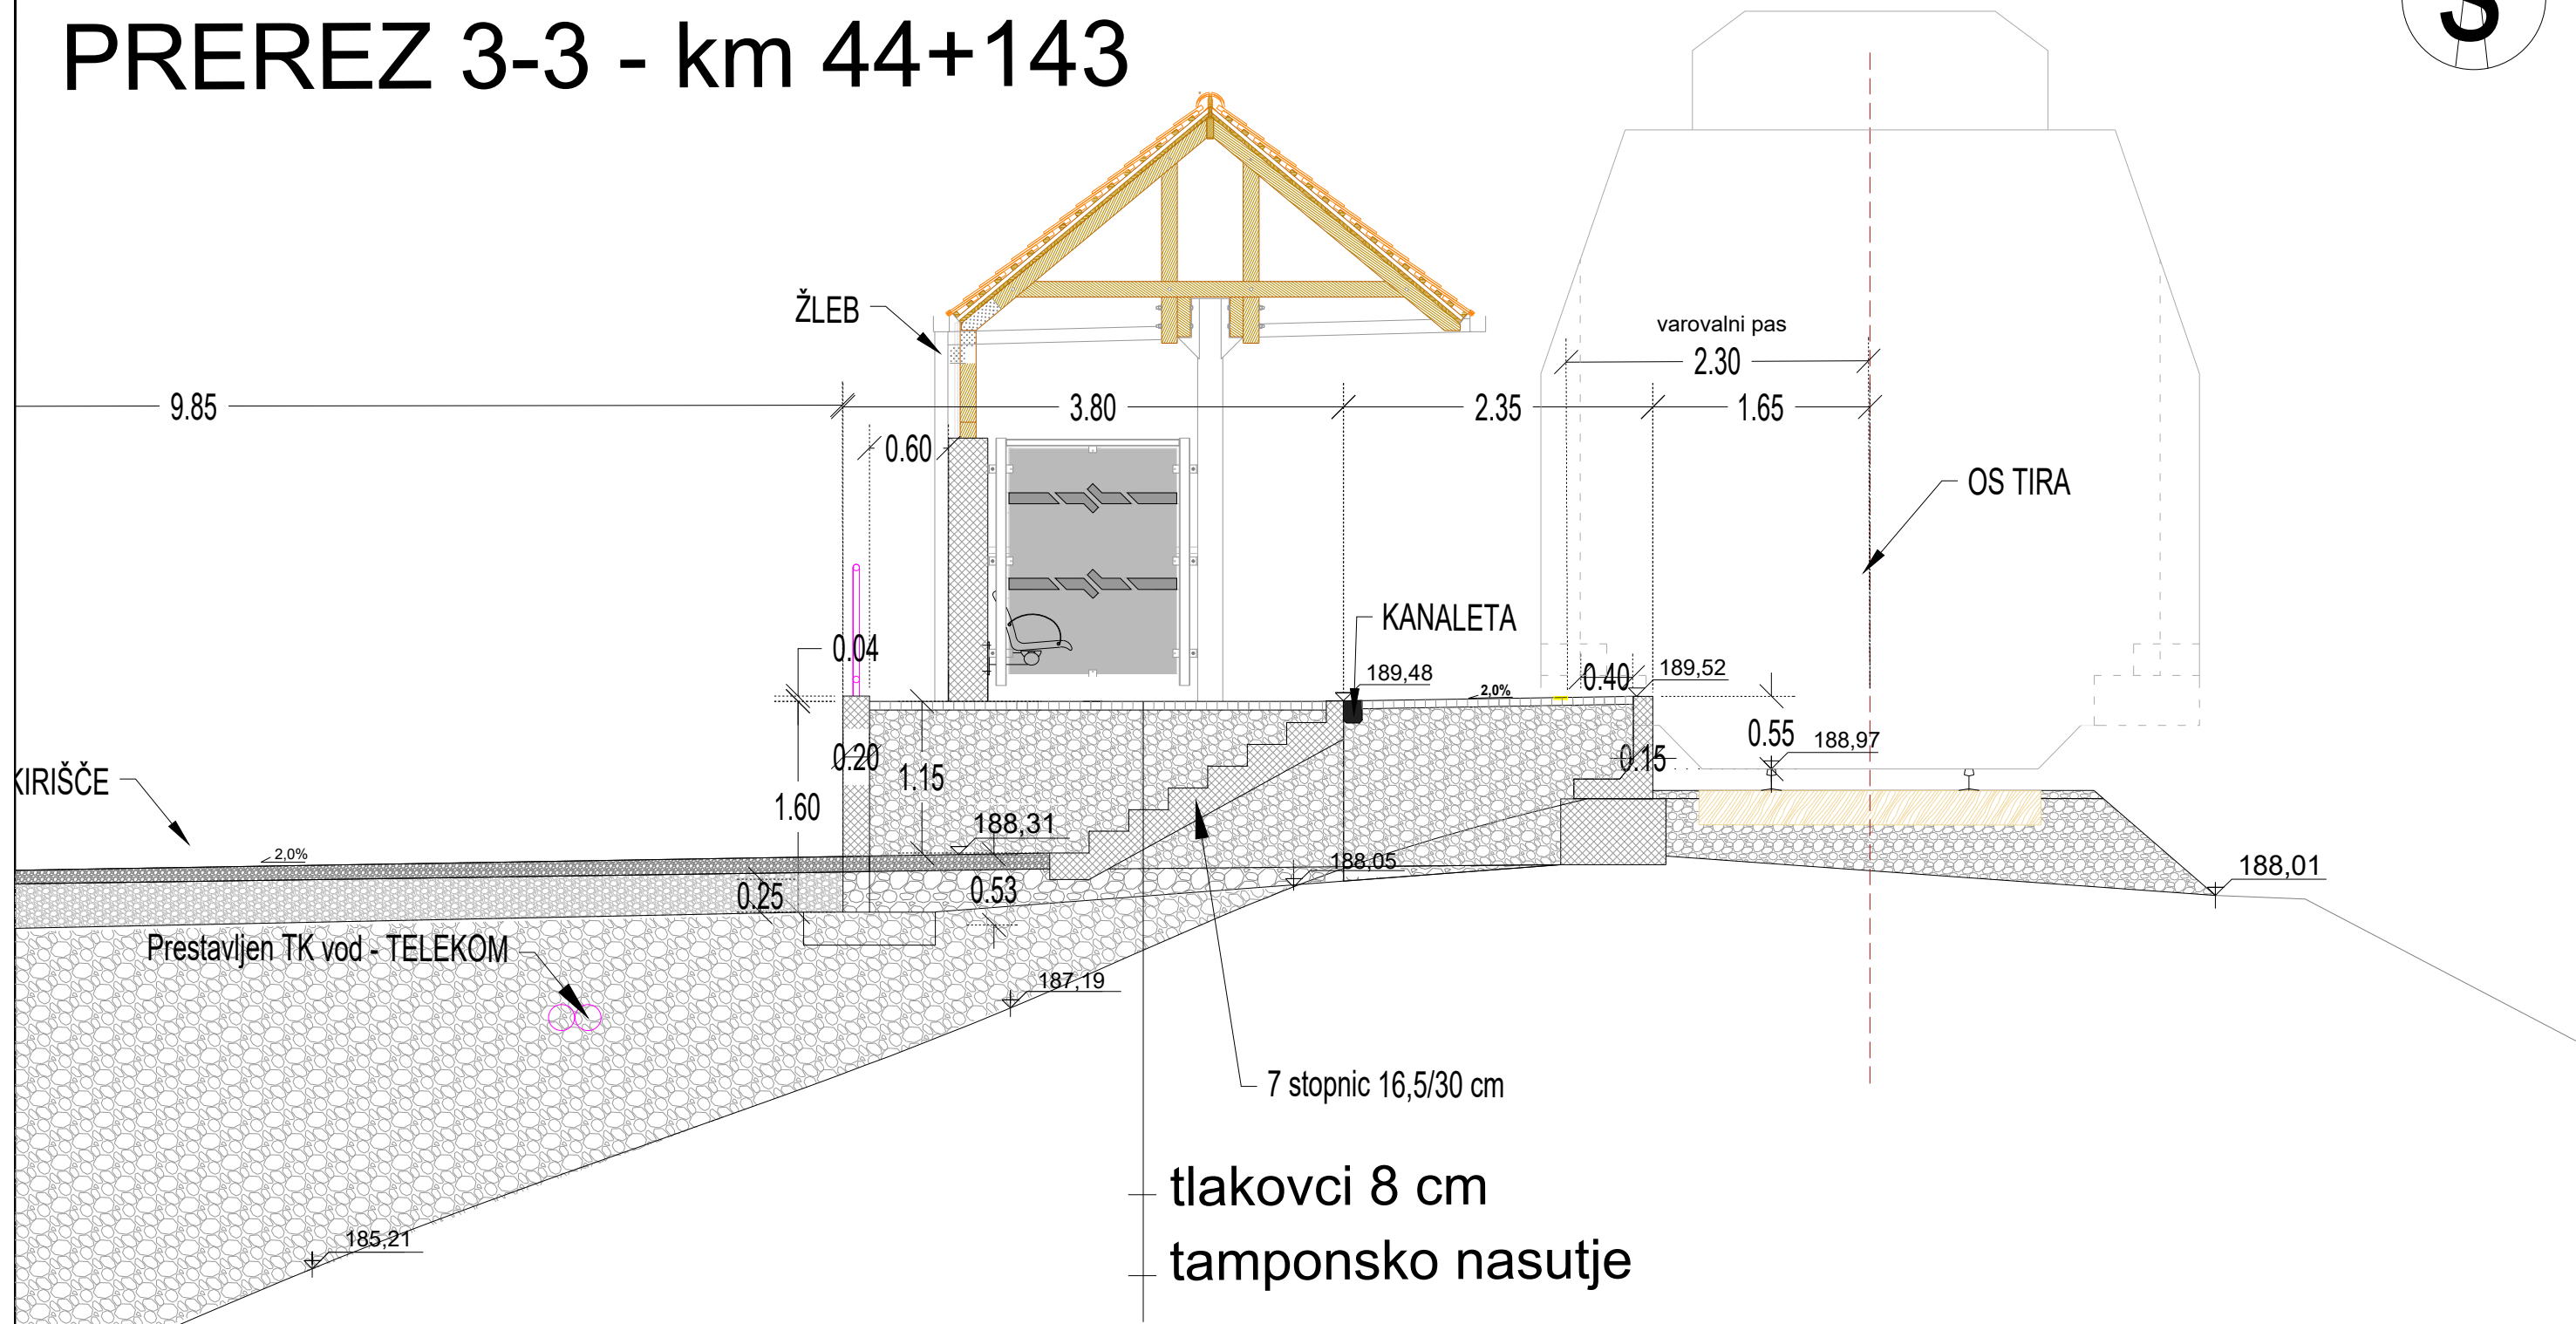 PREREZ 3-3 - km 44+143
S
ŽLEB
varovalni pas
2.30
9.85
3.80
2.35
1.65
0.60
OS TIRA
KANALETA
0.04
189,48
2,0%
0.40
189,52
0.55
188,97
0.20
1.15
0.15
KIRIŠČE
1.60
188,31
2,0%
188,05
188,01
0.25
0.53
Prestavljen TK vod - TELEKOM
187,19
7 stopnic 16,5/30 cm
tlakovci 8 cm
185,21
tamponsko nasutje